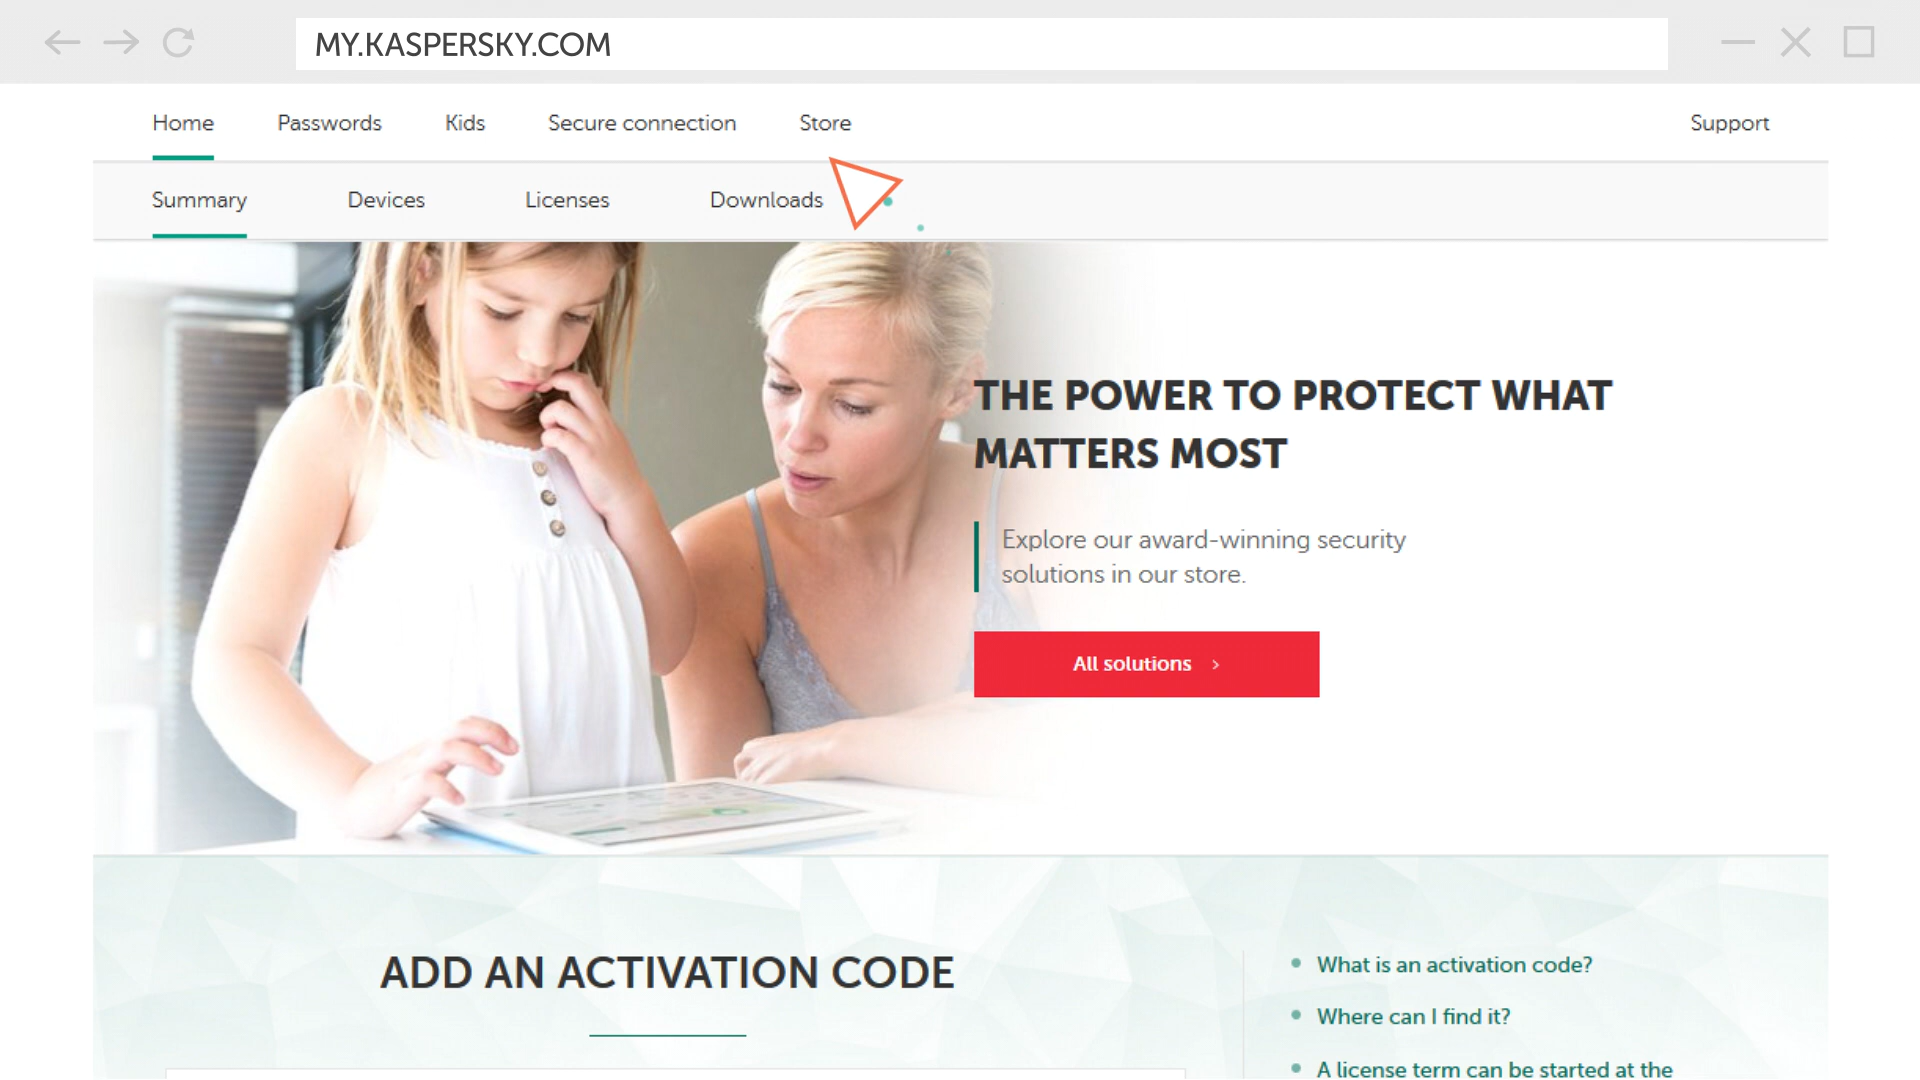 MY.KASPERSKY.COM
Home Passwords Kids Secure connection Store Support
Summary Devices Licenses Downloads
THE POWER TO PROTECT WHAT
MATTERS MOST
Explore our award-winning security
solutions in our store.
All solutions >
ADD AN ACTIVATION CODE
What is an activation code?
Where can I find it?
A license term can be started at the